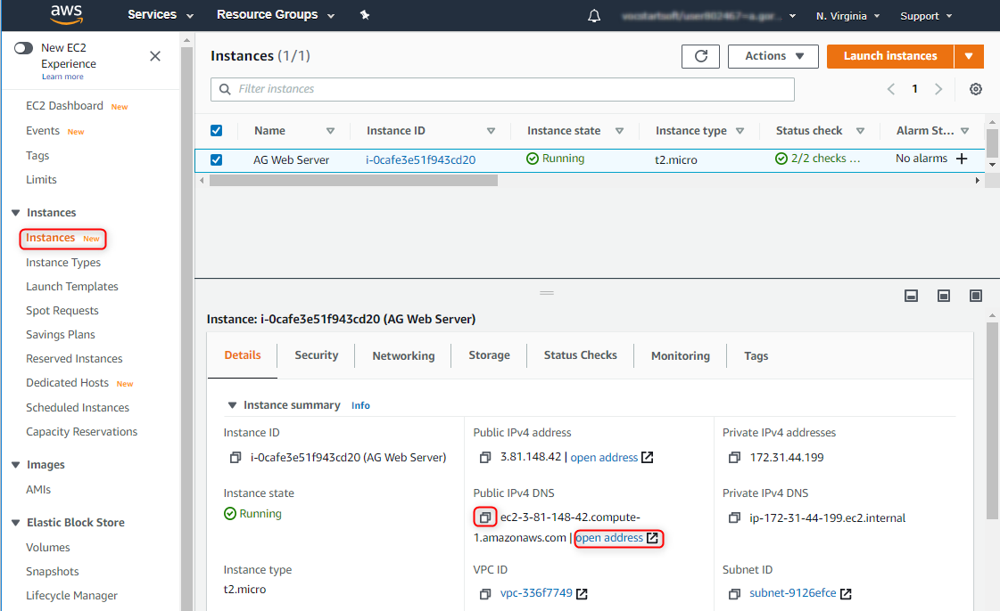 aws
Services
Resource Groups
N. Virginia
Support
New EC2
Experience
Learn more
EC2 Dashboard New
Events New
Tags
Limits
Instances
Instances New
Instance Types
Launch Templates
Spot Requests
Savings Plans
Reserved Instances
Dedicated Hosts New
Scheduled Instances
Capacity Reservations
Images
AMIs
Elastic Block Store
Volumes
Snapshots
Lifecycle Manager
Instances (1/1)
Actions
Launch instances
Filter instances
1
Name Instance ID Instance state Instance type Status check Alarm St...
AG Web Server i-0cafe3e51f943cd20 Running t2.micro 2/2 checks ... No alarms +
Instance: i-0cafe3e51f943cd20 (AG Web Server)
Details Security Networking Storage Status Checks Monitoring Tags
Instance summary Info
Instance ID
i-0cafe3e51f943cd20 (AG Web Server)
Public IPv4 address
3.81.148.42 | open address
Private IPv4 addresses
172.31.44.199
Instance state
Running
Public IPv4 DNS
ec2-3-81-148-42.compute-
1.amazonaws.com | open address
Private IPv4 DNS
ip-172-31-44-199.ec2.internal
Instance type
t2.micro
VPC ID
vpc-336f7749
Subnet ID
subnet-9126efce